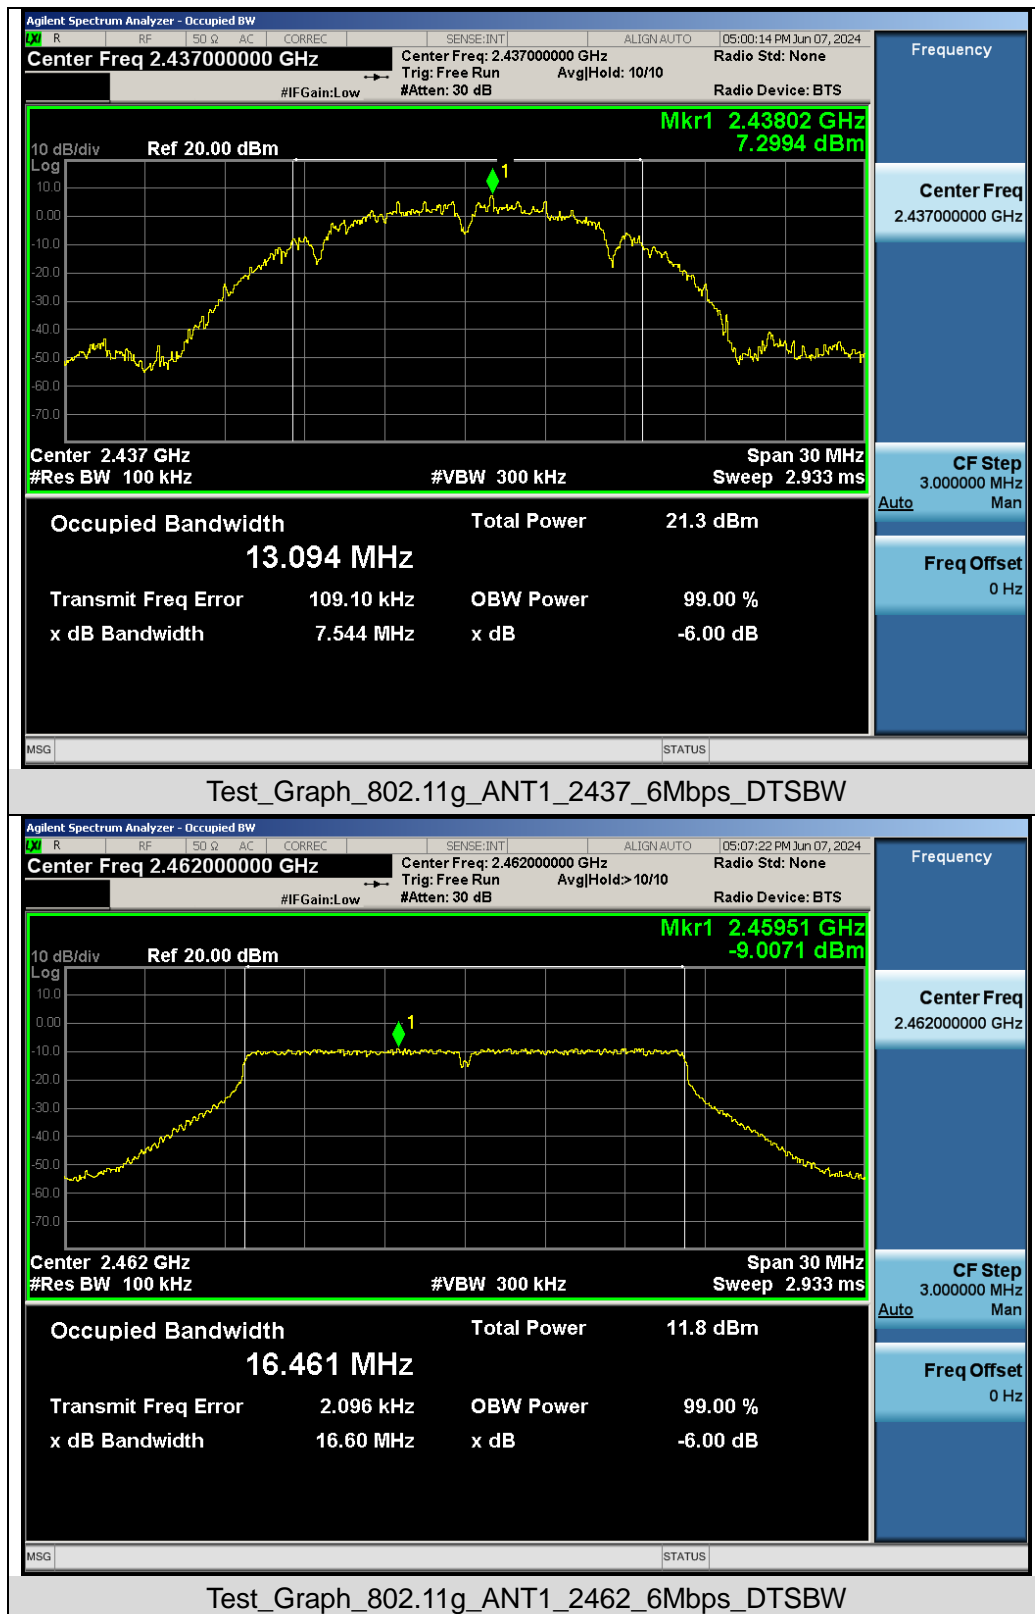 Agilent Spectrum Analyzer - Occupied BW
LXI R RF 50 Ω AC CORREC SENSE:INT ALIGN AUTO 05:00:14 PM Jun 07, 2024
Center Freq 2.437000000 GHz Center Freq: 2.437000000 GHz Radio Std: None Frequency
Trig: Free Run Avg|Hold: 10/10
#IFGain:Low #Atten: 30 dB Radio Device: BTS
Mkr1 2.43802 GHz
10 dB/div Ref 20.00 dBm 7.2994 dBm
Log
10.0
0.00
-10.0
-20.0
-30.0
-40.0
-50.0
-60.0
-70.0
1
Center Freq
2.437000000 GHz
Center 2.437 GHz Span 30 MHz
#Res BW 100 kHz #VBW 300 kHz Sweep 2.933 ms
CF Step
3.000000 MHz
Auto Man
Occupied Bandwidth Total Power 21.3 dBm
13.094 MHz
Freq Offset
0 Hz
Transmit Freq Error 109.10 kHz OBW Power 99.00 %
x dB Bandwidth 7.544 MHz x dB -6.00 dB
MSG STATUS
Test_Graph_802.11g_ANT1_2437_6Mbps_DTSBW
Agilent Spectrum Analyzer - Occupied BW
LXI R RF 50 Ω AC CORREC SENSE:INT ALIGN AUTO 05:07:22 PM Jun 07, 2024
Center Freq 2.462000000 GHz Center Freq: 2.462000000 GHz Radio Std: None Frequency
Trig: Free Run Avg|Hold:>10/10
#IFGain:Low #Atten: 30 dB Radio Device: BTS
Mkr1 2.45951 GHz
10 dB/div Ref 20.00 dBm -9.0071 dBm
Log
10.0
0.00
-10.0
-20.0
-30.0
-40.0
-50.0
-60.0
-70.0
1
Center Freq
2.462000000 GHz
Center 2.462 GHz Span 30 MHz
#Res BW 100 kHz #VBW 300 kHz Sweep 2.933 ms
CF Step
3.000000 MHz
Auto Man
Occupied Bandwidth Total Power 11.8 dBm
16.461 MHz
Freq Offset
0 Hz
Transmit Freq Error 2.096 kHz OBW Power 99.00 %
x dB Bandwidth 16.60 MHz x dB -6.00 dB
MSG STATUS
Test_Graph_802.11g_ANT1_2462_6Mbps_DTSBW